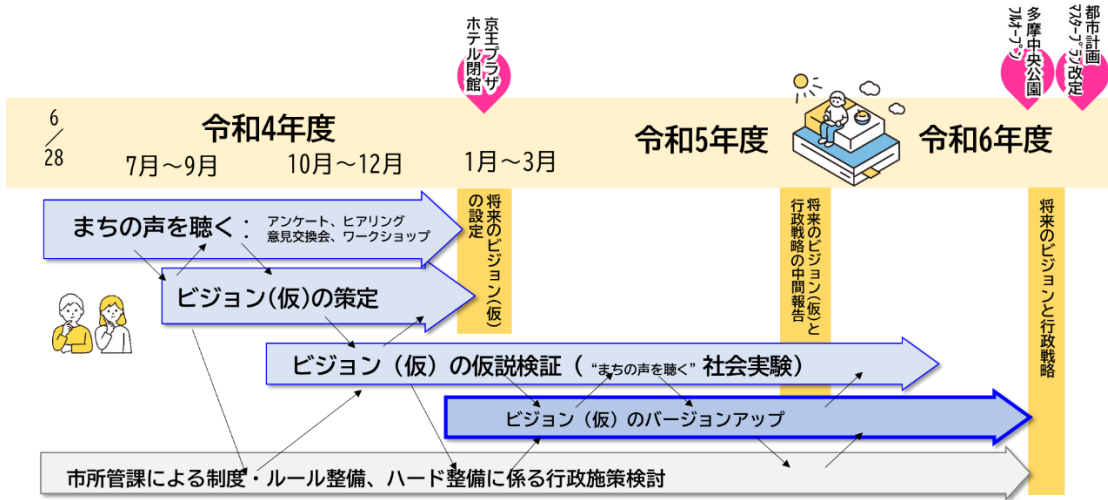 京王プラザ
ホテル閉館
多摩中央公園
フルオープン
都市計画
マスタープラン改定
6/28
令和4年度
7月～9月
10月～12月
1月～3月
令和5年度
令和6年度
まちの声を聴く：
アンケート、ヒアリング
意見交換会、ワークショップ
将来のビジョン(仮)
の設定
ビジョン(仮)の策定
将来のビジョン(仮)と
行政戦略の中間報告
将来のビジョンと行政戦略
ビジョン（仮）の仮説検証（ “まちの声を聴く” 社会実験）
ビジョン（仮）のバージョンアップ
市所管課による制度・ルール整備、ハード整備に係る行政施策検討